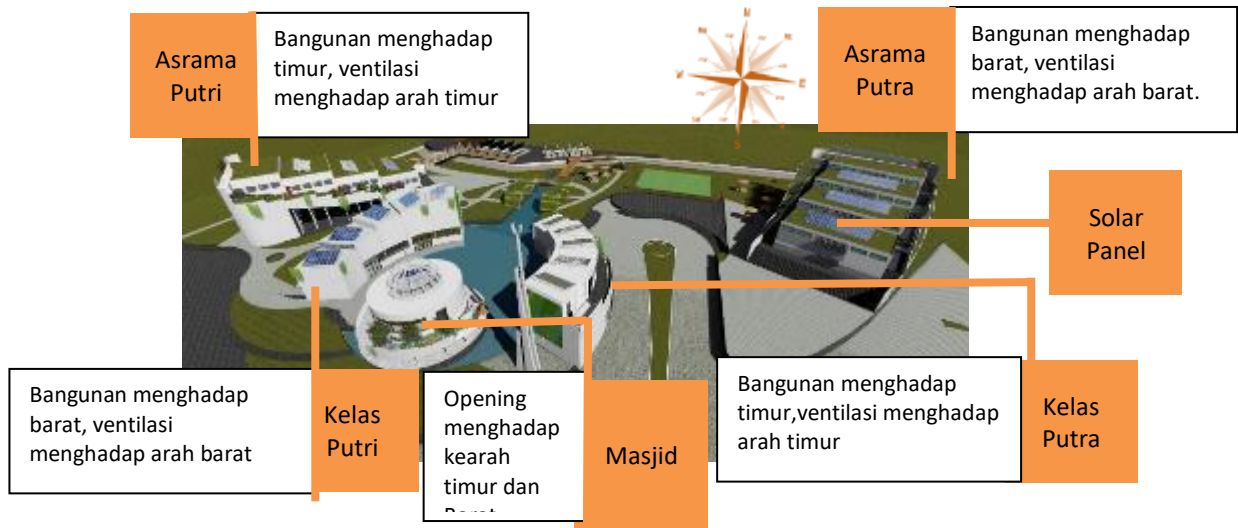 Asrama
Putri
Bangunan menghadap
timur, ventilasi
menghadap arah timur
Asrama
Putra
Bangunan menghadap
barat, ventilasi
menghadap arah barat.
Solar
Panel
Bangunan menghadap
barat, ventilasi
menghadap arah barat
Kelas
Putri
Opening
menghadap
kearah
timur dan
Barat
Masjid
Bangunan menghadap
timur,ventilasi menghadap
arah timur
Kelas
Putra